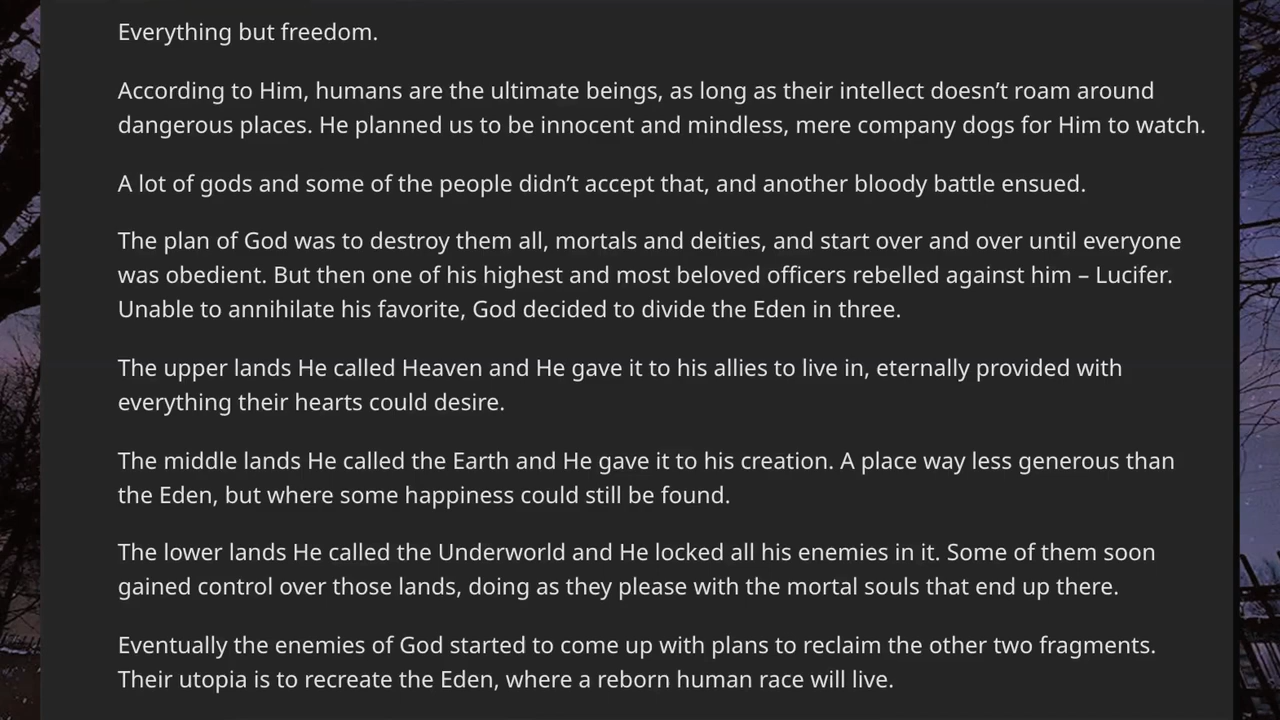 Everything but freedom.
According to Him, humans are the ultimate beings, as long as their intellect doesn’t roam around
dangerous places. He planned us to be innocent and mindless, mere company dogs for Him to watch.
A lot of gods and some of the people didn’t accept that, and another bloody battle ensued.
The plan of God was to destroy them all, mortals and deities, and start over and over until everyone
was obedient. But then one of his highest and most beloved officers rebelled against him – Lucifer.
Unable to annihilate his favorite, God decided to divide the Eden in three.
The upper lands He called Heaven and He gave it to his allies to live in, eternally provided with
everything their hearts could desire.
The middle lands He called the Earth and He gave it to his creation. A place way less generous than
the Eden, but where some happiness could still be found.
The lower lands He called the Underworld and He locked all his enemies in it. Some of them soon
gained control over those lands, doing as they please with the mortal souls that end up there.
Eventually the enemies of God started to come up with plans to reclaim the other two fragments.
Their utopia is to recreate the Eden, where a reborn human race will live.